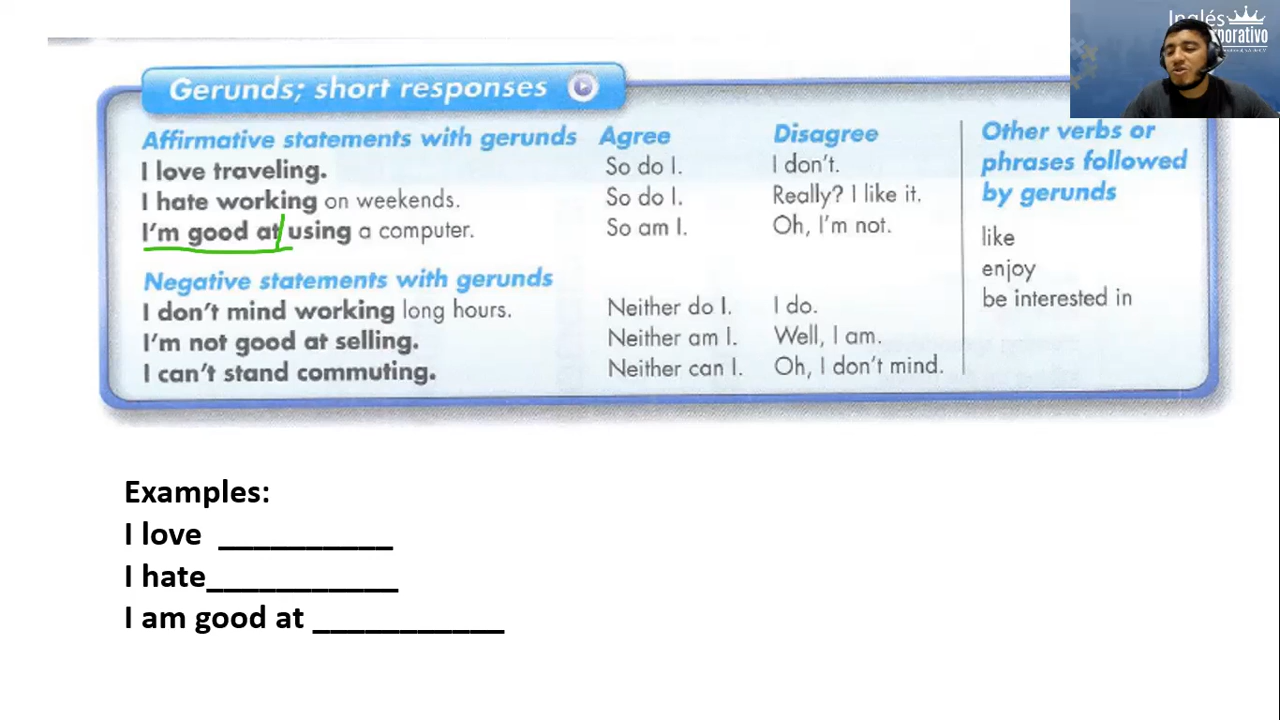 Inglés
Gerunds; short responses
Affirmative statements with gerunds Agree Disagree
I love traveling. So do I. I don't.
I hate working on weekends. So do I. Really? I like it.
I'm good at using a computer. So am I. Oh, I'm not.
Negative statements with gerunds
I don't mind working long hours. Neither do I. I do.
I'm not good at selling. Neither am I. Well, I am.
I can't stand commuting. Neither can I. Oh, I don't mind.
Other verbs or
phrases followed
by gerunds
like
enjoy
be interested in
Examples:
I love __________
I hate___________
I am good at ___________